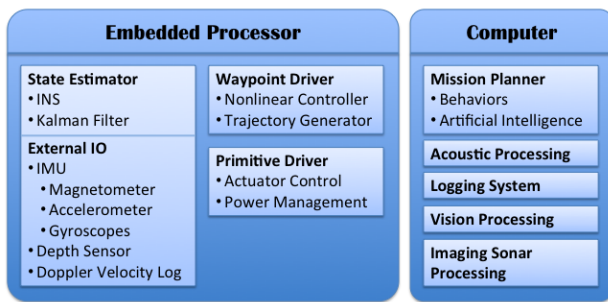 Embedded Processor
State Estimator
• INS
• Kalman Filter
External IO
• IMU
• Magnetometer
• Accelerometer
• Gyroscopes
• Depth Sensor
• Doppler Velocity Log
Waypoint Driver
• Nonlinear Controller
• Trajectory Generator
Primitive Driver
• Actuator Control
• Power Management
Computer
Mission Planner
• Behaviors
• Artificial Intelligence
Acoustic Processing
Logging System
Vision Processing
Imaging Sonar
Processing